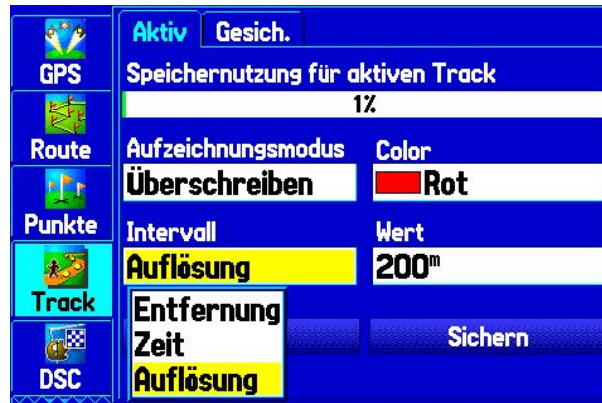 Aktiv Gesich.
GPS
Speichernutzung für aktiven Track
1%
Route
Aufzeichnungsmodus Color
Überschreiben Rot
Punkte
Intervall Wert
Auflösung 200m
Track
Entfernung
Zeit
Auflösung
Sichern
DSC